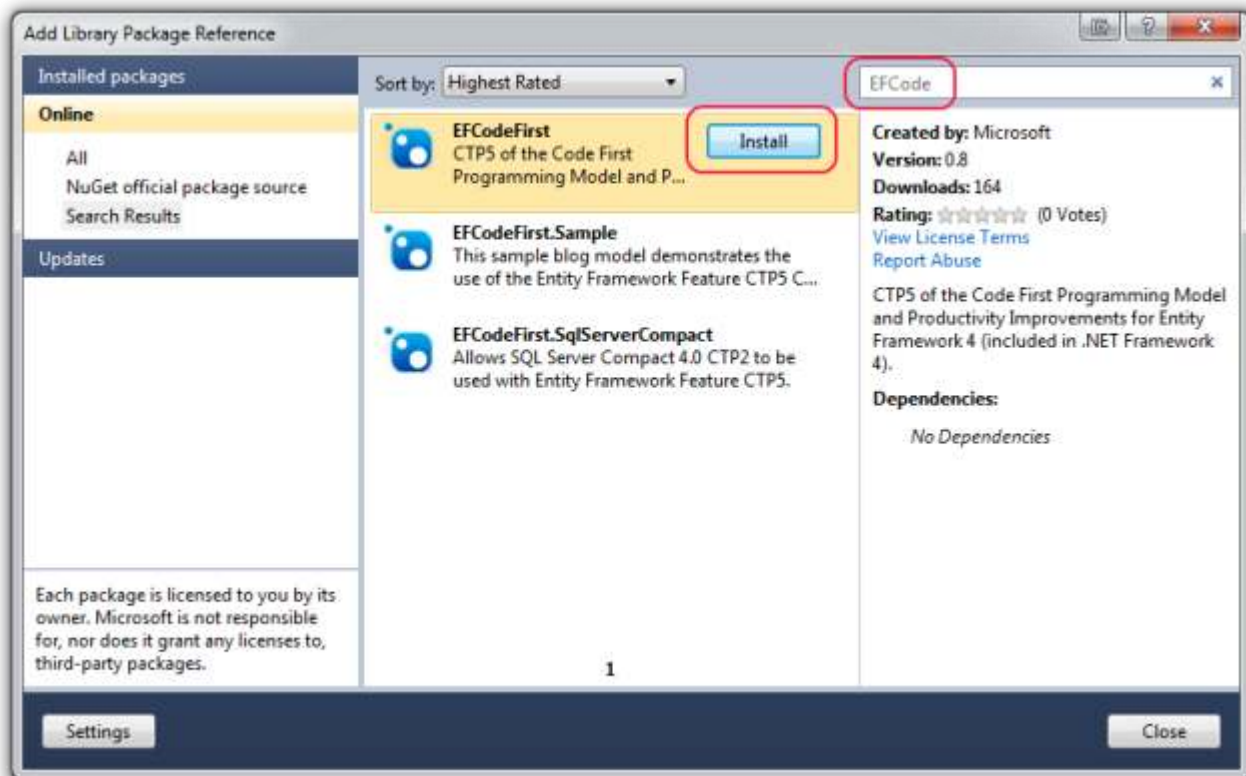 Add Library Package Reference
Installed packages
Online
All
NuGet official package source
Search Results
Updates
Each package is licensed to you by its
owner. Microsoft is not responsible
for, nor does it grant any licenses to,
third-party packages.
Sort by: Highest Rated
EFCodeFirst
CTP5 of the Code First
Programming Model and P...
Install
EFCodeFirst.Sample
This sample blog model demonstrates the
use of the Entity Framework Feature CTP5 C...
EFCodeFirst.SqlServerCompact
Allows SQL Server Compact 4.0 CTP2 to be
used with Entity Framework Feature CTP5.
1
EFCode
Created by: Microsoft
Version: 0.8
Downloads: 164
Rating: (0 Votes)
View License Terms
Report Abuse
CTP5 of the Code First Programming Model
and Productivity Improvements for Entity
Framework 4 (included in .NET Framework
4).
Dependencies:
No Dependencies
Settings
Close